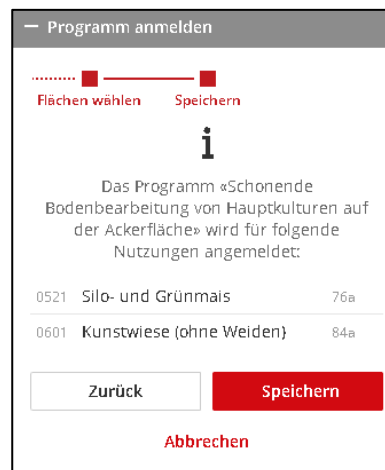 — Programm anmelden
Flächen wählen Speichern
i
Das Programm «Schonende
Bodenbearbeitung von Hauptkulturen auf
der Ackerfläche» wird für folgende
Nutzungen angemeldet:
0521 Silo- und Grünmais 76a
0601 Kunstwiese (ohne Weiden) 84a
Zurück Speichern
Abbrechen